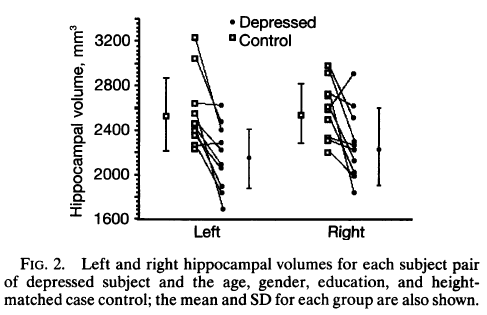 Depressed
Control
Hippocampal volume, mm3
3200
2800
2400
2000
1600
Left
Right
FIG. 2. Left and right hippocampal volumes for each subject pair
of depressed subject and the age, gender, education, and height-
matched case control; the mean and SD for each group are also shown.